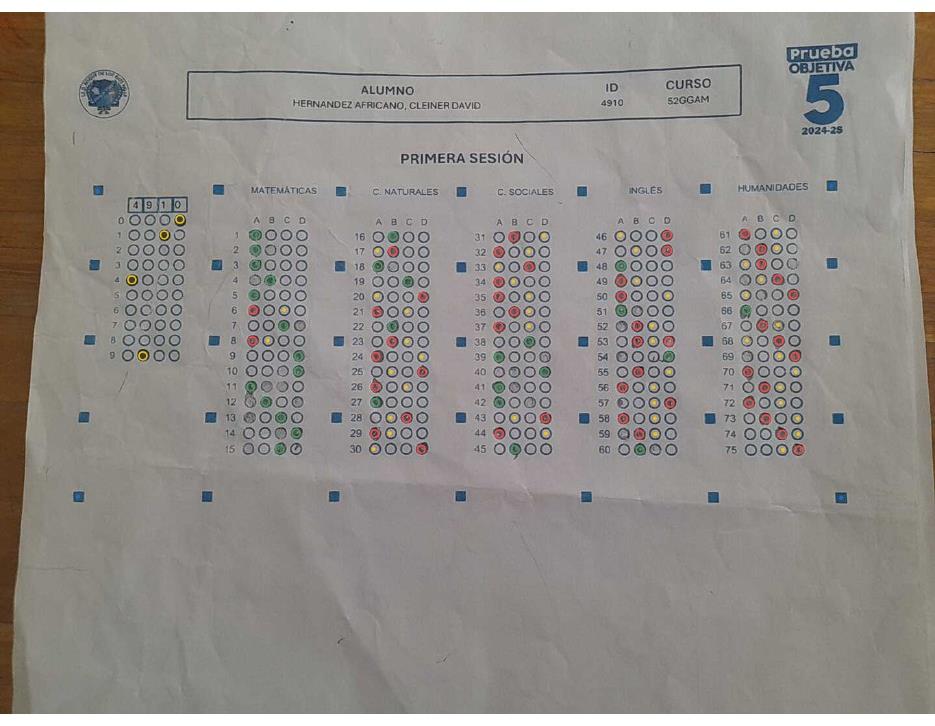 Prueba
OBJETIVA
5
2024-2S
ALUMNO ID CURSO
HERNANDEZ AFRICANO, CLEINER DAVID 4910 52GGAM
PRIMERA SESIÓN
MATEMÁTICAS C. NATURALES C. SOCIALES INGLÉS HUMANIDADES
4 9 1 0
A B C D A B C D A B C D A B C D A B C D
0
1 1 16 31 46 61
2 2 17 32 47 62
3 3 18 33 48 63
4 4 19 34 49 64
5 5 20 35 50 65
6 6 21 36 51 66
7 7 22 37 52 67
8 8 23 38 53 68
9 9 24 39 54 69
10 25 40 55 70
11 26 41 56 71
12 27 42 57 72
13 28 43 58 73
14 29 44 59 74
15 30 45 60 75